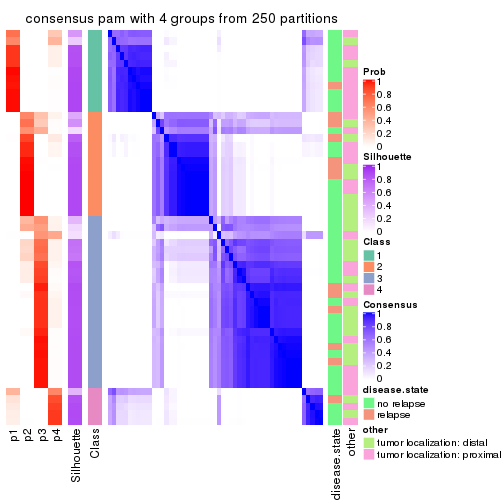 consensus pam with 4 groups from 250 partitions
Prob
1
0.8
0.6
0.4
0.2
0
Silhouette
1
0.8
0.6
0.4
0.2
0
Class
1
2
3
4
Consensus
1
0.8
0.6
0.4
0.2
0
disease.state
no relapse
relapse
other
tumor localization: distal
tumor localization: proximal
p1
p2
p3
p4
Silhouette
Class
disease.state
other